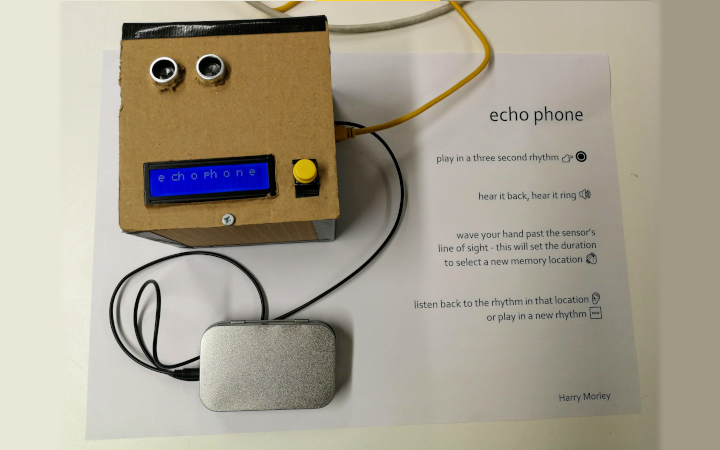 echophone
echo phone
play in a three second rhythm
hear it back, hear it ring
wave your hand past the sensor's
line of sight - this will set the duration
to select a new memory location
listen back to the rhythm in that location
or play in a new rhythm
Harry Morley